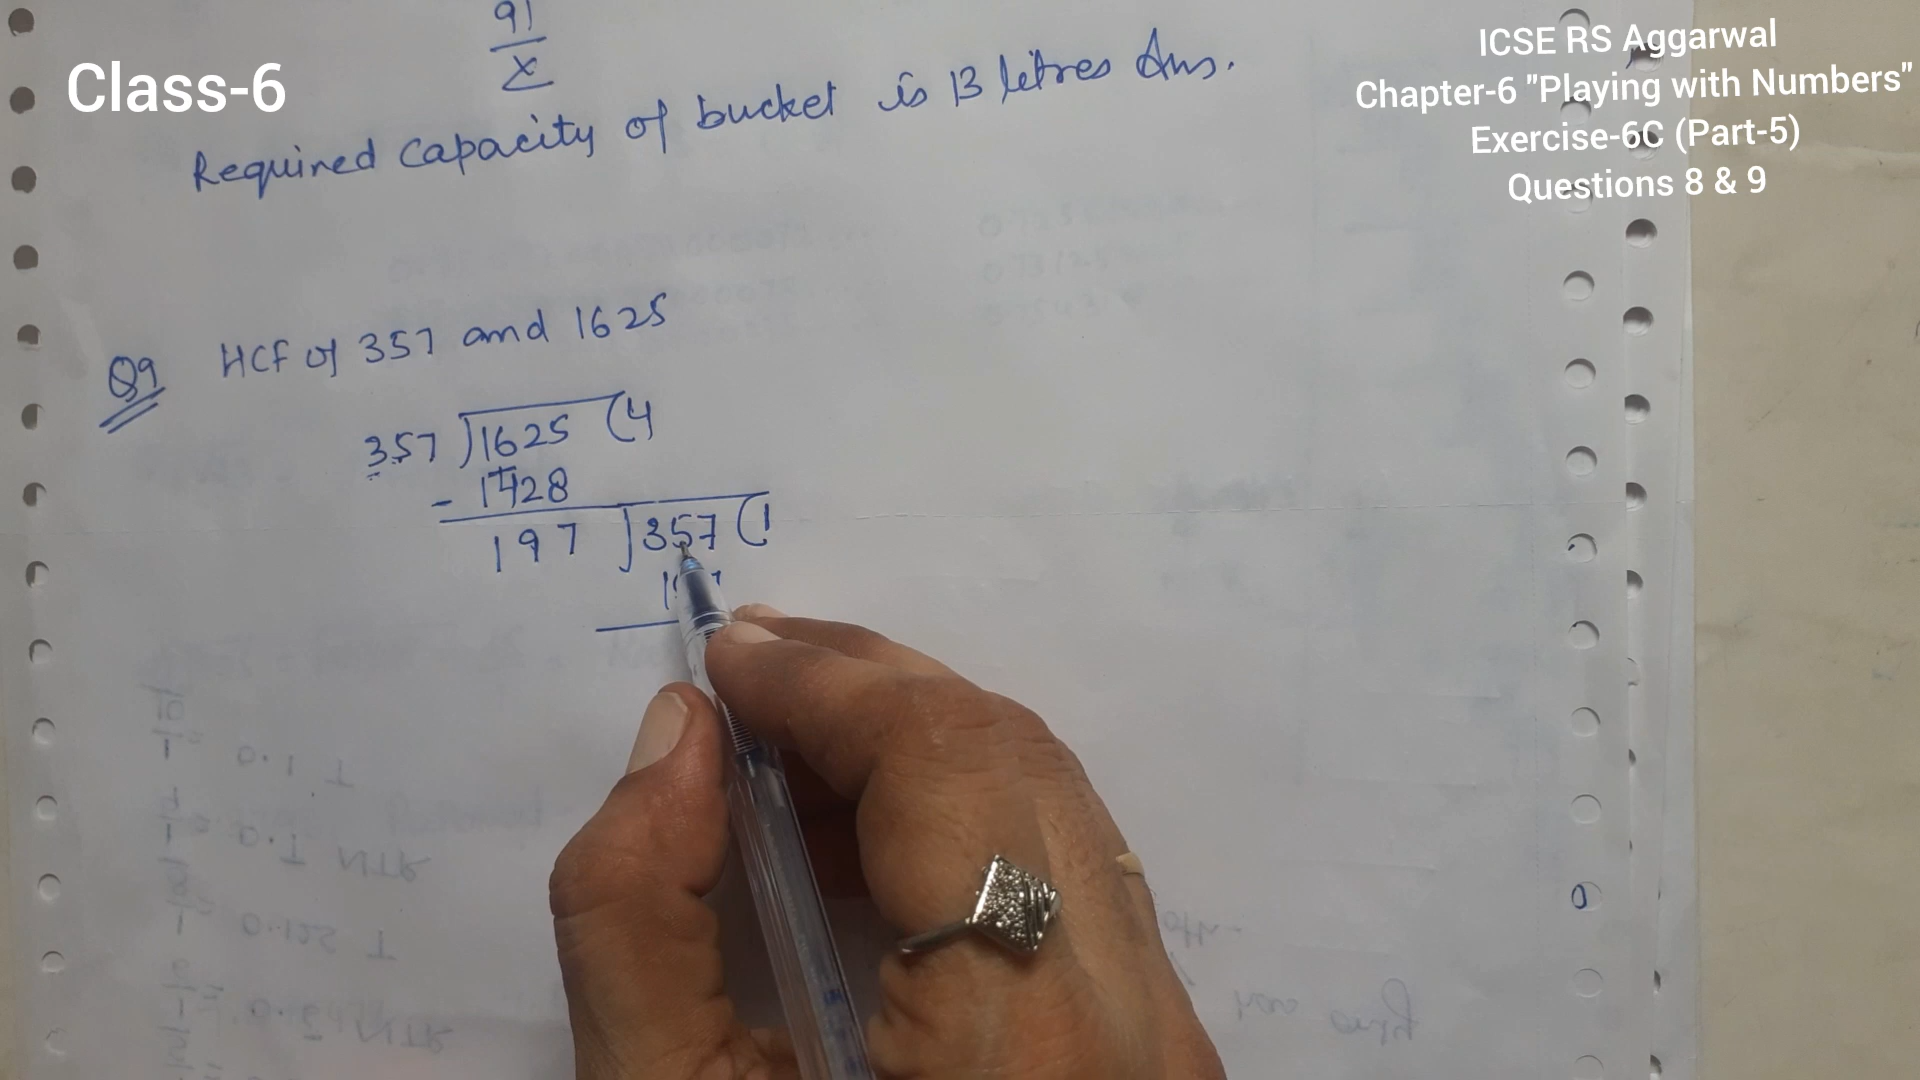 Class-6
ICSE RS Aggarwal
Chapter-6 "Playing with Numbers"
Exercise-6C (Part-5)
Questions 8 & 9
91
x
Required Capacity of bucket is 13 litres Ans.
Q9 HCF of 357 and 1625
357 ) 1625 ( 4
- 1428
197 ) 357 ( 1